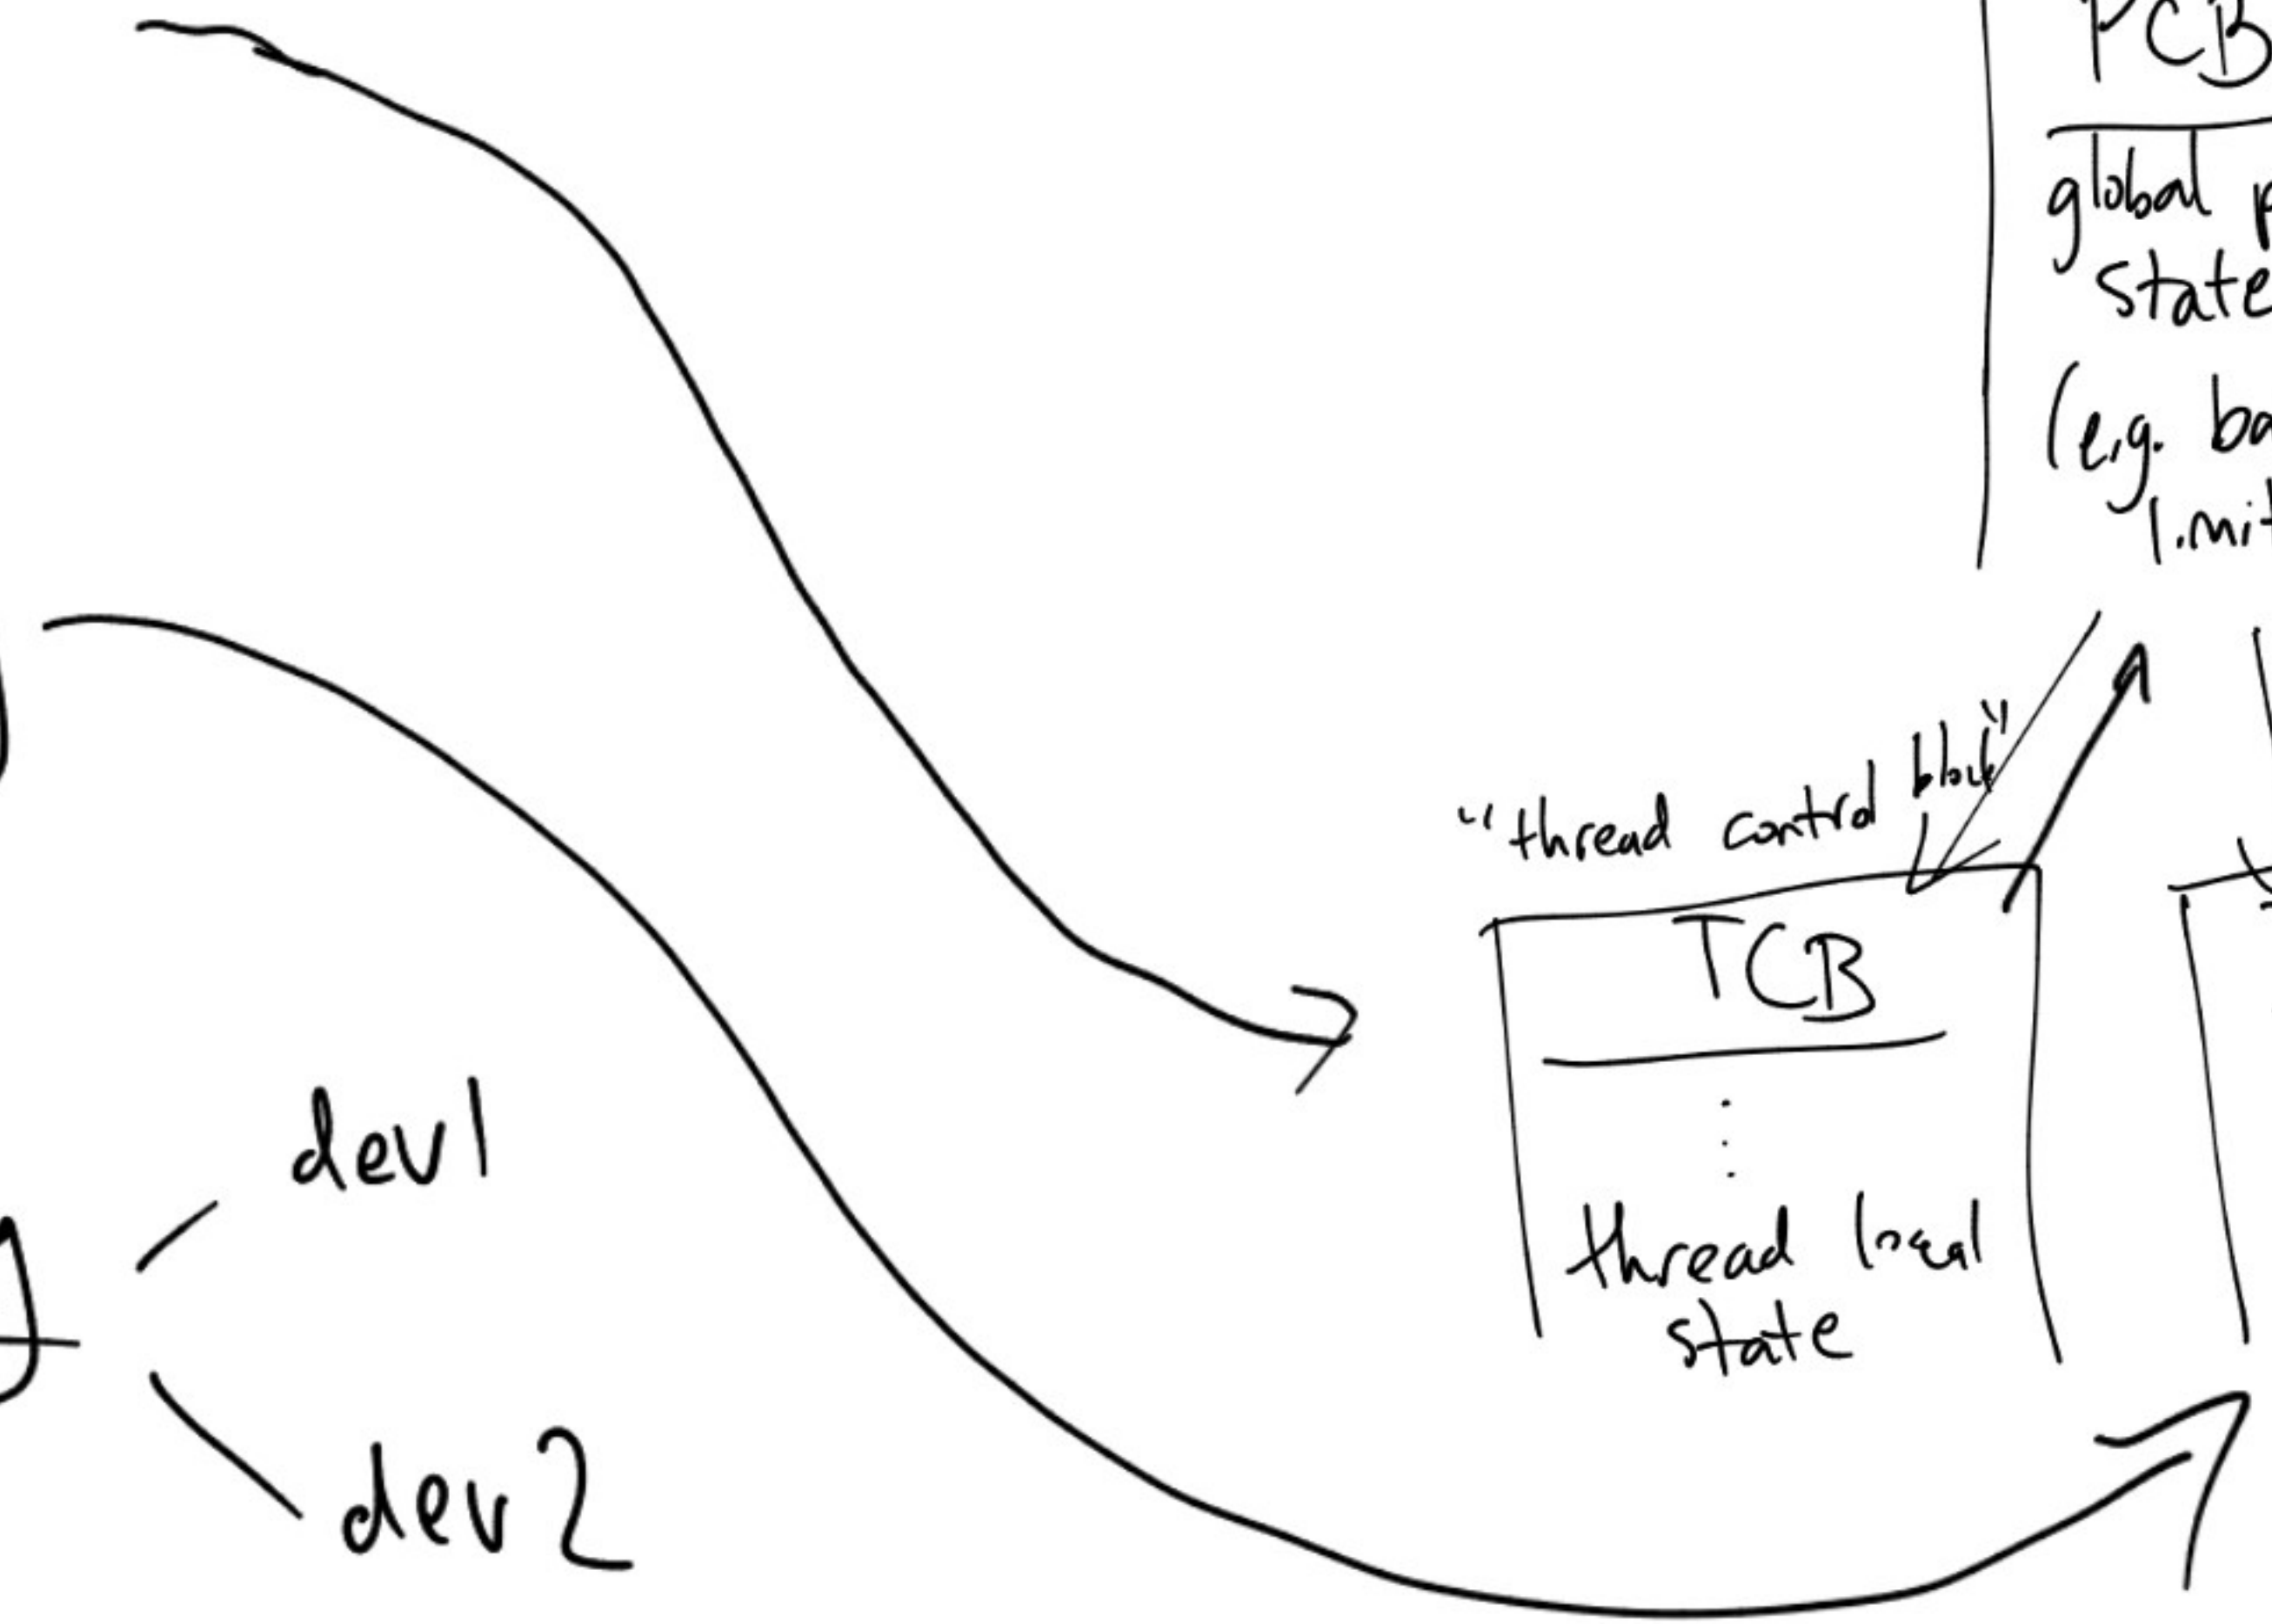 PCB
global
state
(e.g.
"thread control block"
TCB
thread local
state
dev1
dev2